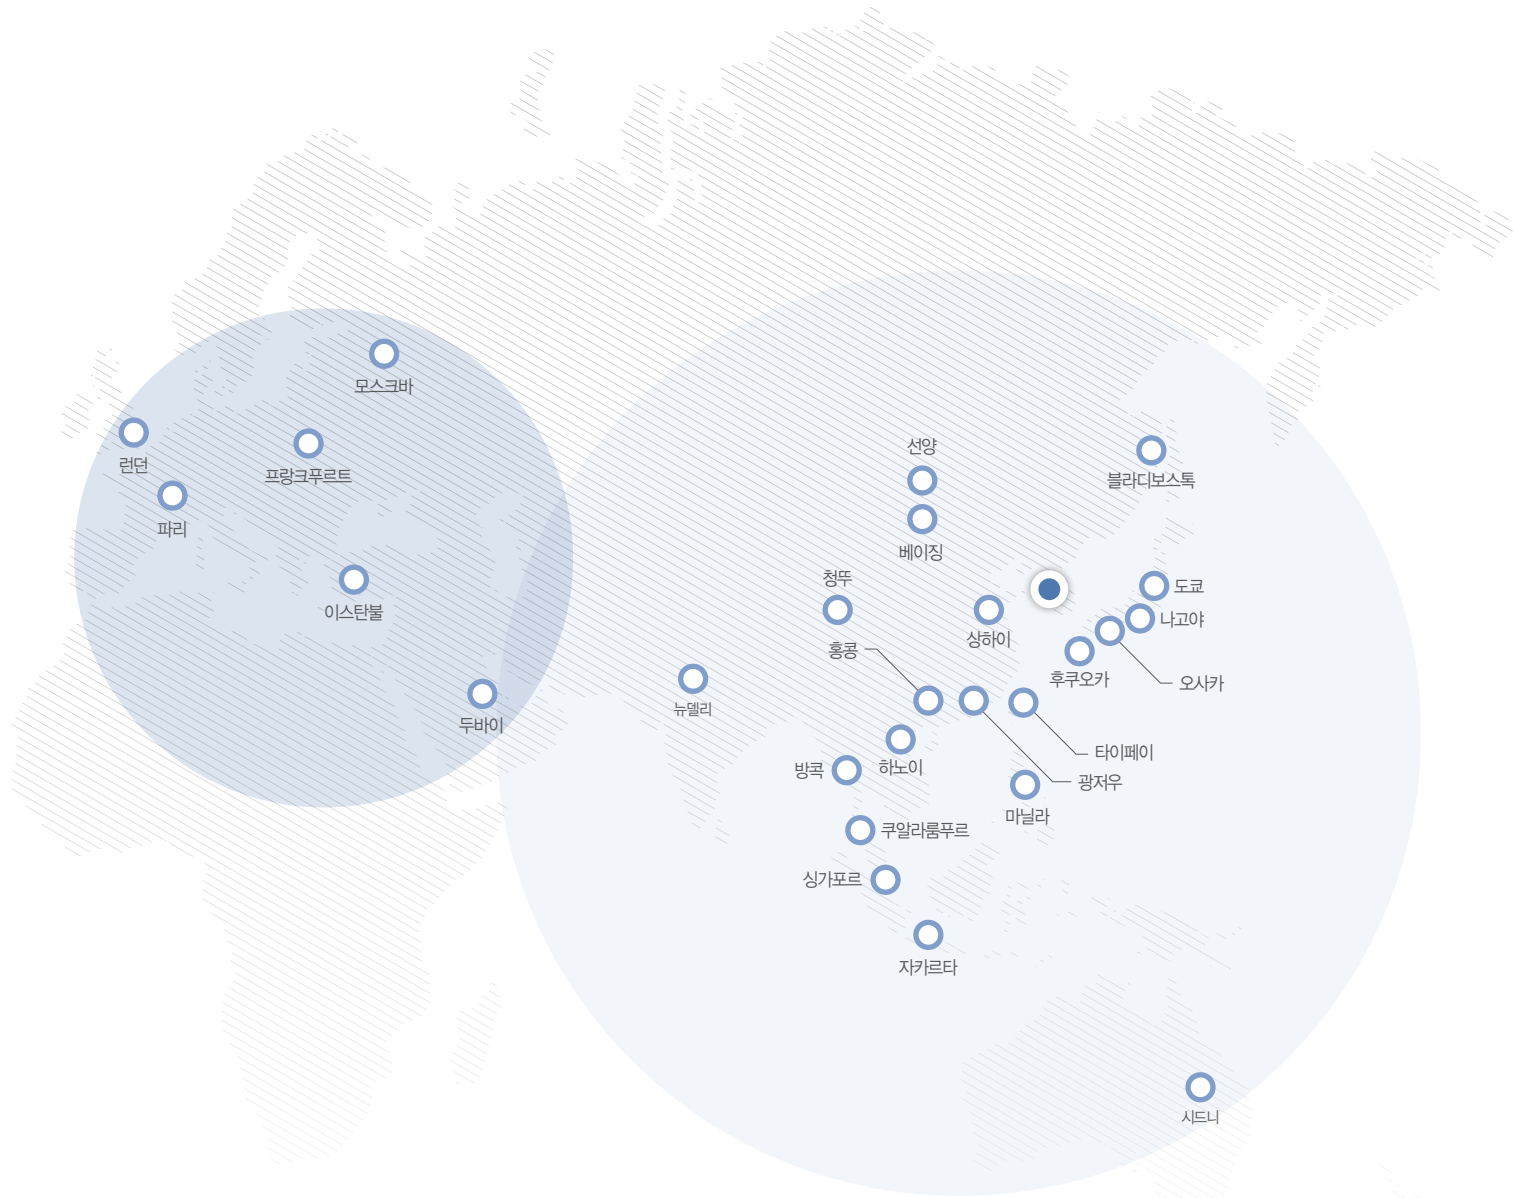 모스크바
런던
프랑크푸르트
파리
이스탄불
두바이
선양
블라디보스톡
베이징
청뚜
도쿄
나고야
상하이
홍콩
후쿠오카
오사카
뉴델리
타이페이
하노이
방콕
광저우
마닐라
쿠알라룸푸르
싱가포르
자카르타
시드니